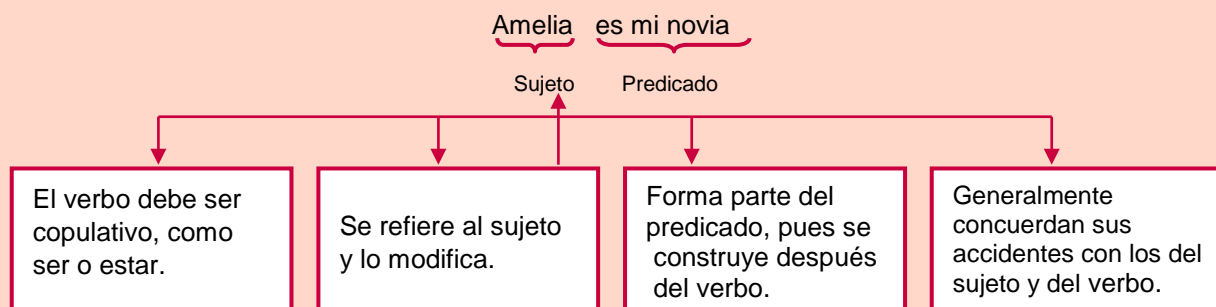 Amelia es mi novia
Sujeto Predicado
El verbo debe ser
copulativo, como
ser o estar.
Se refiere al sujeto
y lo modifica.
Forma parte del
predicado, pues se
construye después
del verbo.
Generalmente
concuerdan sus
accidentes con los del
sujeto y del verbo.